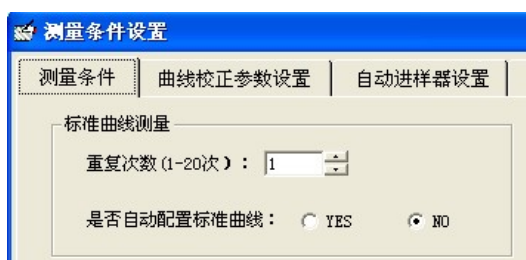 测量条件设置
测量条件 曲线校正参数设置 自动进样器设置
标准曲线测量
重复次数(1-20次): 1
是否自动配置标准曲线: YES NO